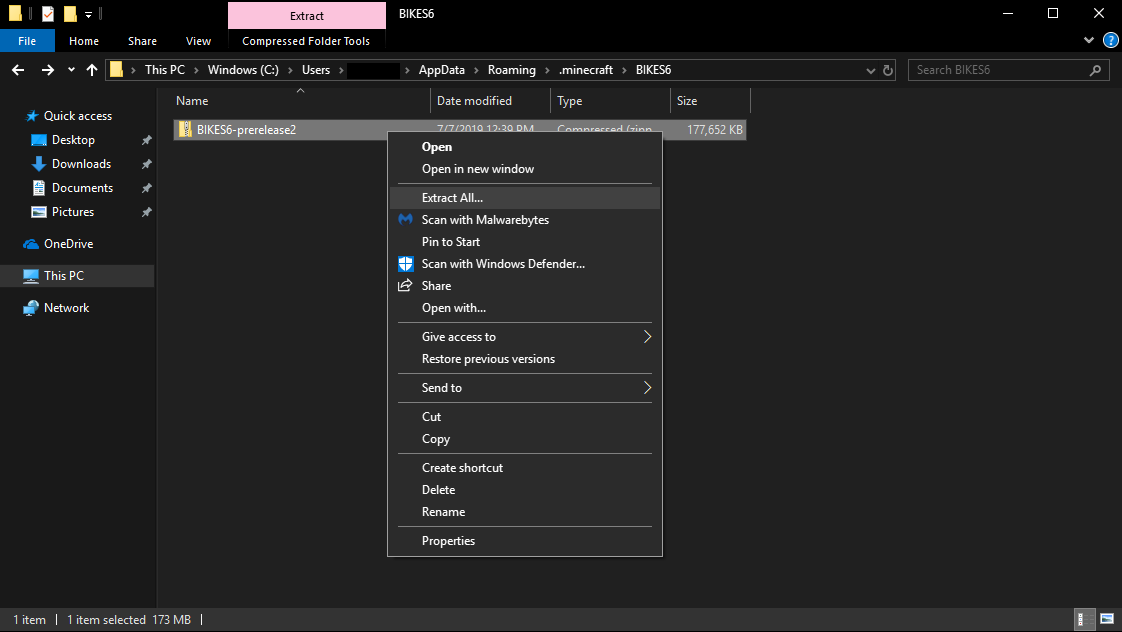 Extract BIKES6
File Home Share View Compressed Folder Tools
This PC Windows (C:) Users AppData Roaming .minecraft BIKES6 Search BIKES6
Name Date modified Type Size
BIKES6-prerelease2 7/7/2019 12:39 PM Compressed (zipp... 177,652 KB
Quick access
Desktop
Downloads
Documents
Pictures
OneDrive
This PC
Network
Open
Open in new window
Extract All...
Scan with Malwarebytes
Pin to Start
Scan with Windows Defender...
Share
Open with...
Give access to
Restore previous versions
Send to
Cut
Copy
Create shortcut
Delete
Rename
Properties
1 item 1 item selected 173 MB